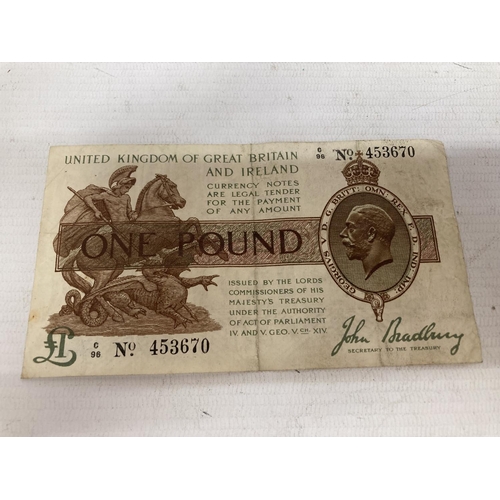 C/96 No 453670
UNITED KINGDOM OF GREAT BRITAIN
AND IRELAND
CURRENCY NOTES
ARE LEGAL TENDER
FOR THE PAYMENT
OF ANY AMOUNT
ONE POUND
GEORGIVS V D. G. BRITT: OMN: REX F. D. IND: IMP:
ISSUED BY THE LORDS
COMMISSIONERS OF HIS
MAJESTY'S TREASURY
UNDER THE AUTHORITY
OF ACT OF PARLIAMENT
IV. AND V. GEO. V. CH. XIV.
£1
C/96 No 453670
John Bradbury
SECRETARY TO THE TREASURY